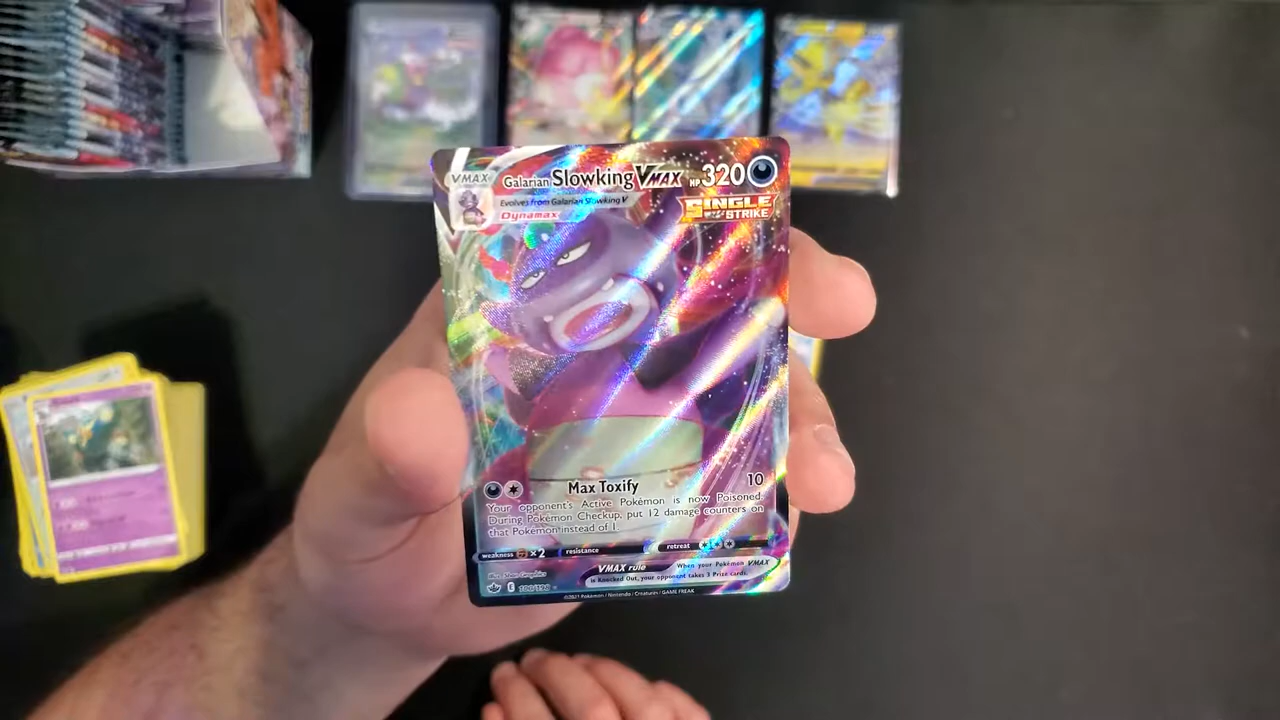 VMAX
Galarian Slowking VMAX HP 320
Evolves from Galarian Slowking V
Dynamax
SINGLE STRIKE
Max Toxify 10
Your opponent's Active Pokémon is now Poisoned.
During Pokémon Checkup, put 12 damage counters on
that Pokémon instead of 1.
weakness ×2 resistance retreat
VMAX rule When your Pokémon VMAX
is Knocked Out, your opponent takes 3 Prize cards.
E 100/198
©2021 Pokémon / Nintendo / Creatures / GAME FREAK